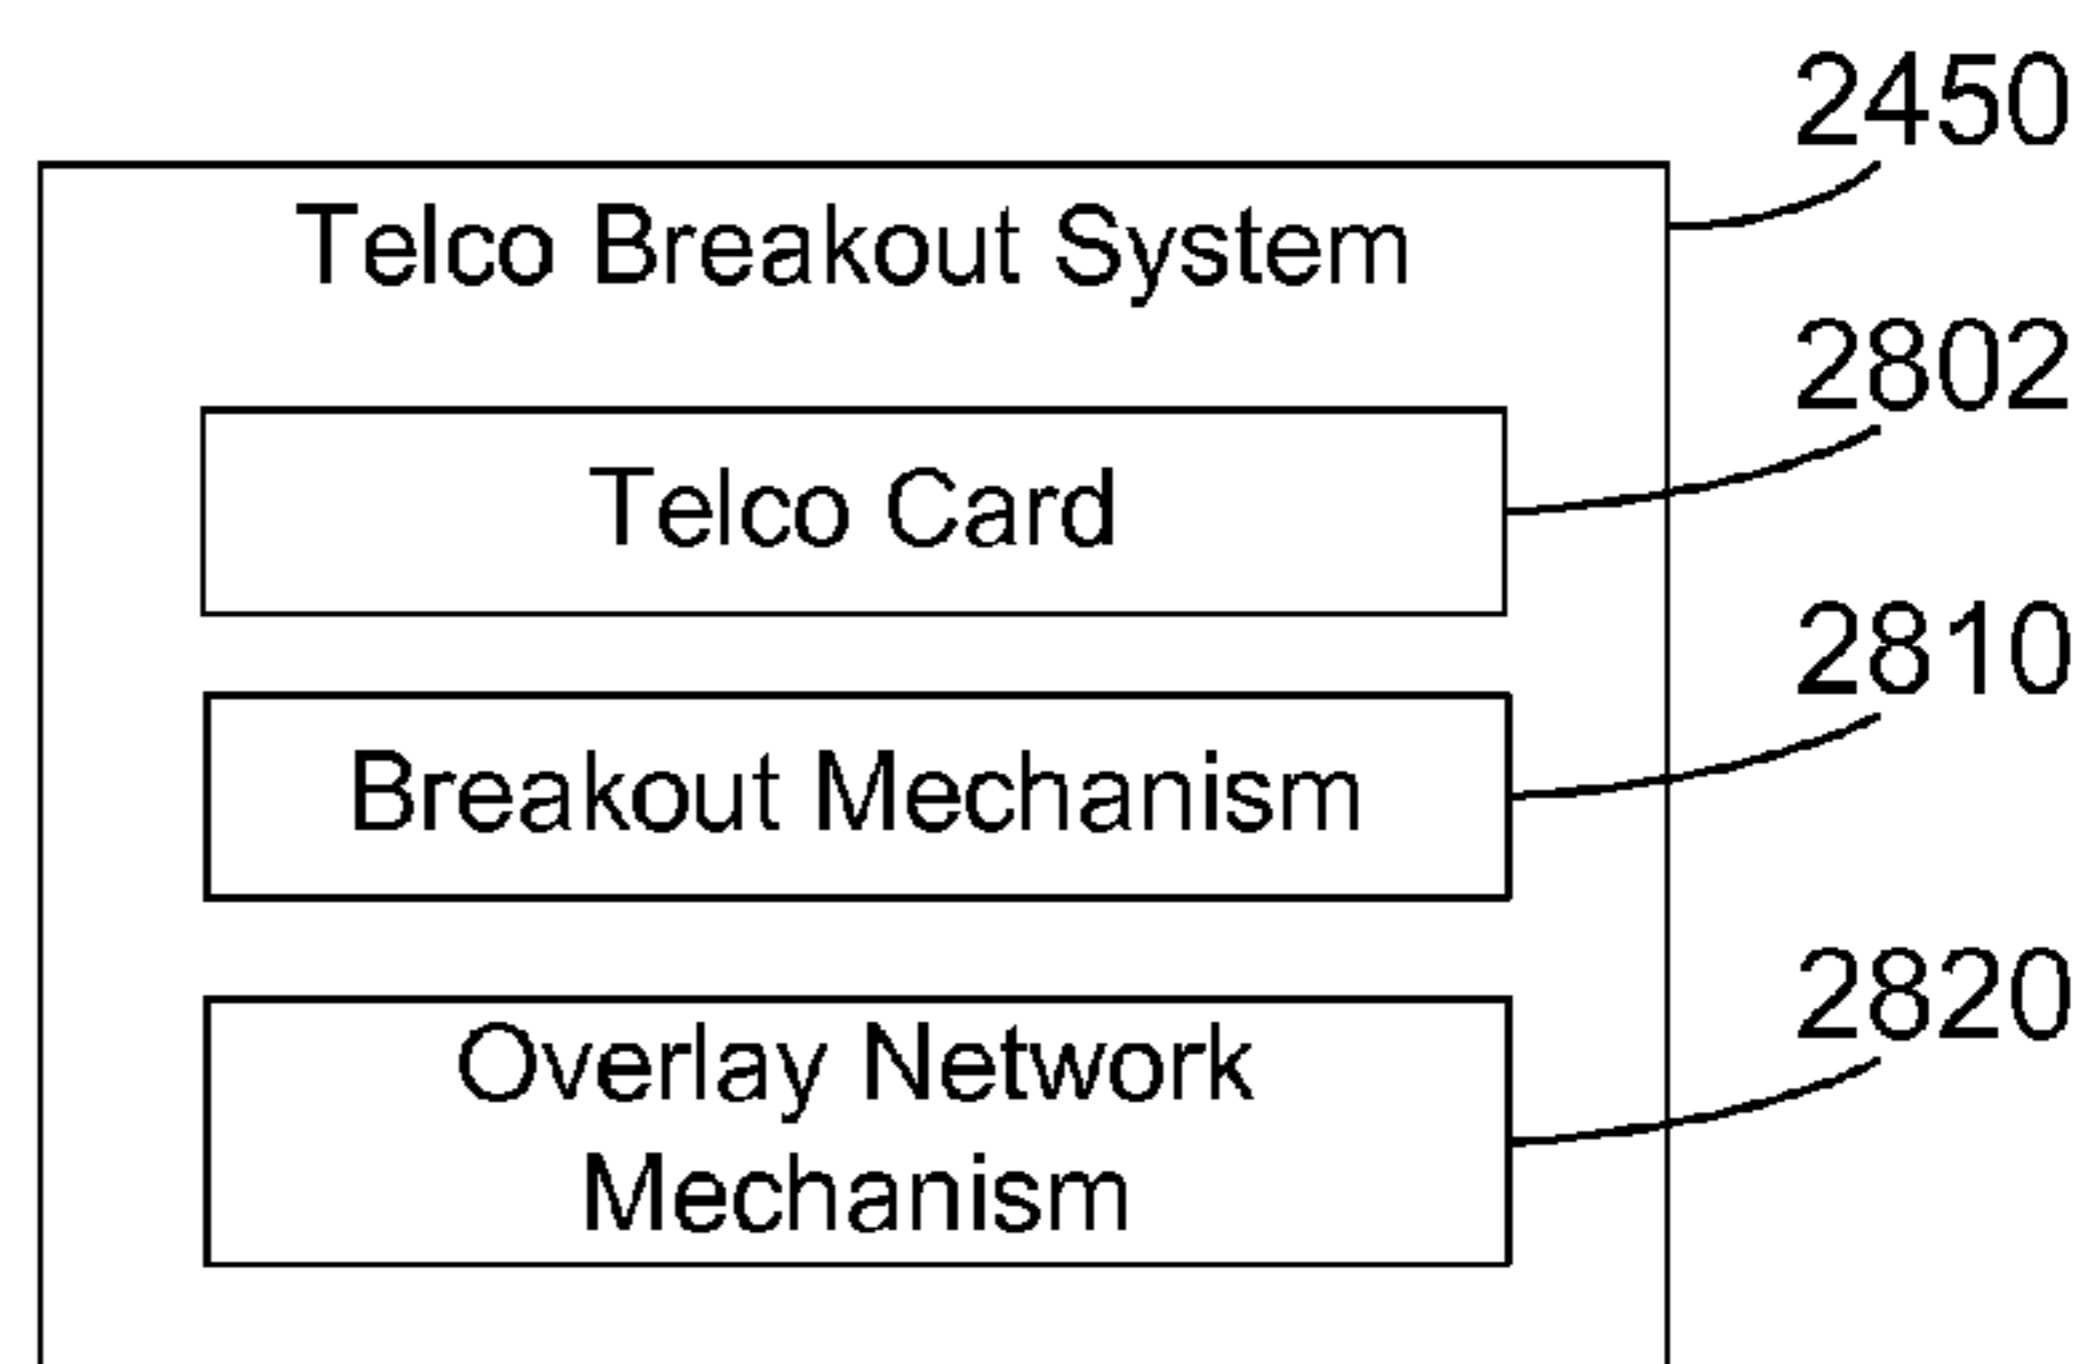 2450
Telco Breakout System
2802
Telco Card
2810
Breakout Mechanism
2820
Overlay Network
Mechanism